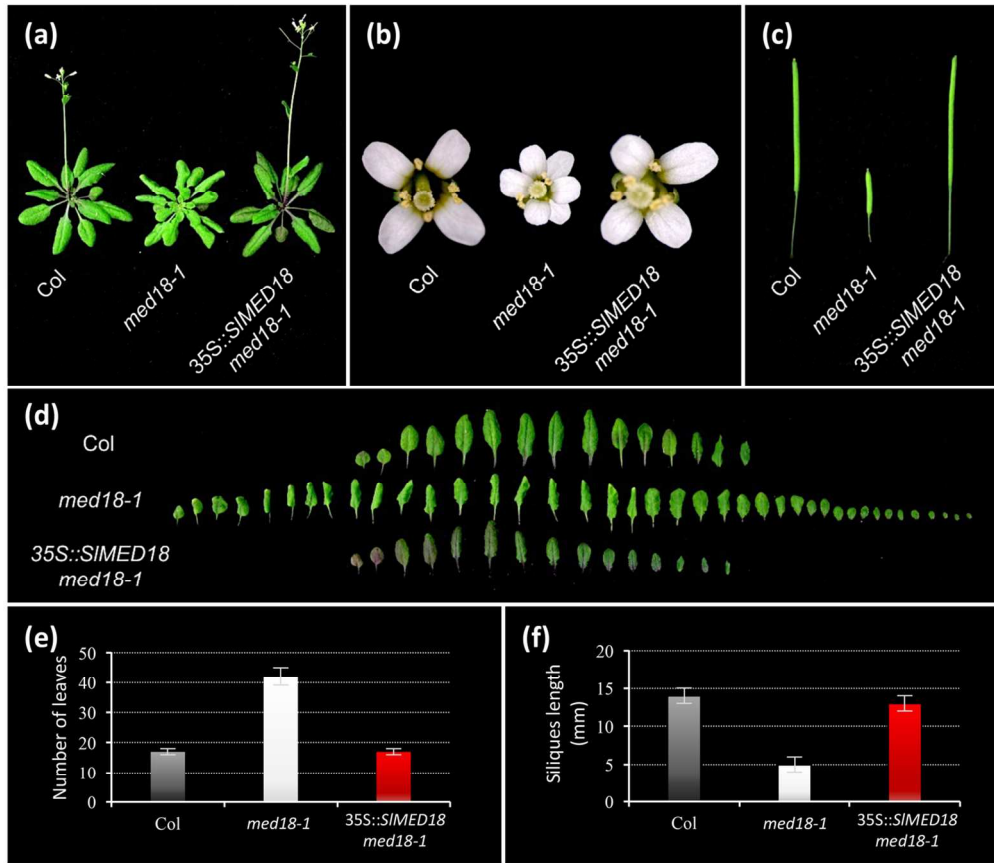 (a)
Col
med18-1
35S::SlMED18
med18-1
(b)
Col
med18-1
35S::SlMED18
med18-1
(c)
Col
med18-1
35S::SlMED18
med18-1
(d)
Col
med18-1
35S::SlMED18
med18-1
(e)
Number of leaves
50
40
30
20
10
0
Col
med18-1
35S::SlMED18
med18-1
(f)
Siliques length
(mm)
20
15
10
5
0
Col
med18-1
35S::SlMED18
med18-1